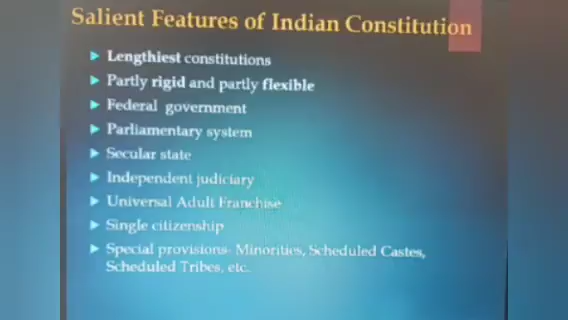 Salient Features of Indian Constitution
Lengthiest constitutions
Partly rigid and partly flexible
Federal government
Parliamentary system
Secular state
Independent judiciary
Universal Adult Franchise
Single citizenship
Special provisions- Minorities, Scheduled Castes,
Scheduled Tribes, etc.